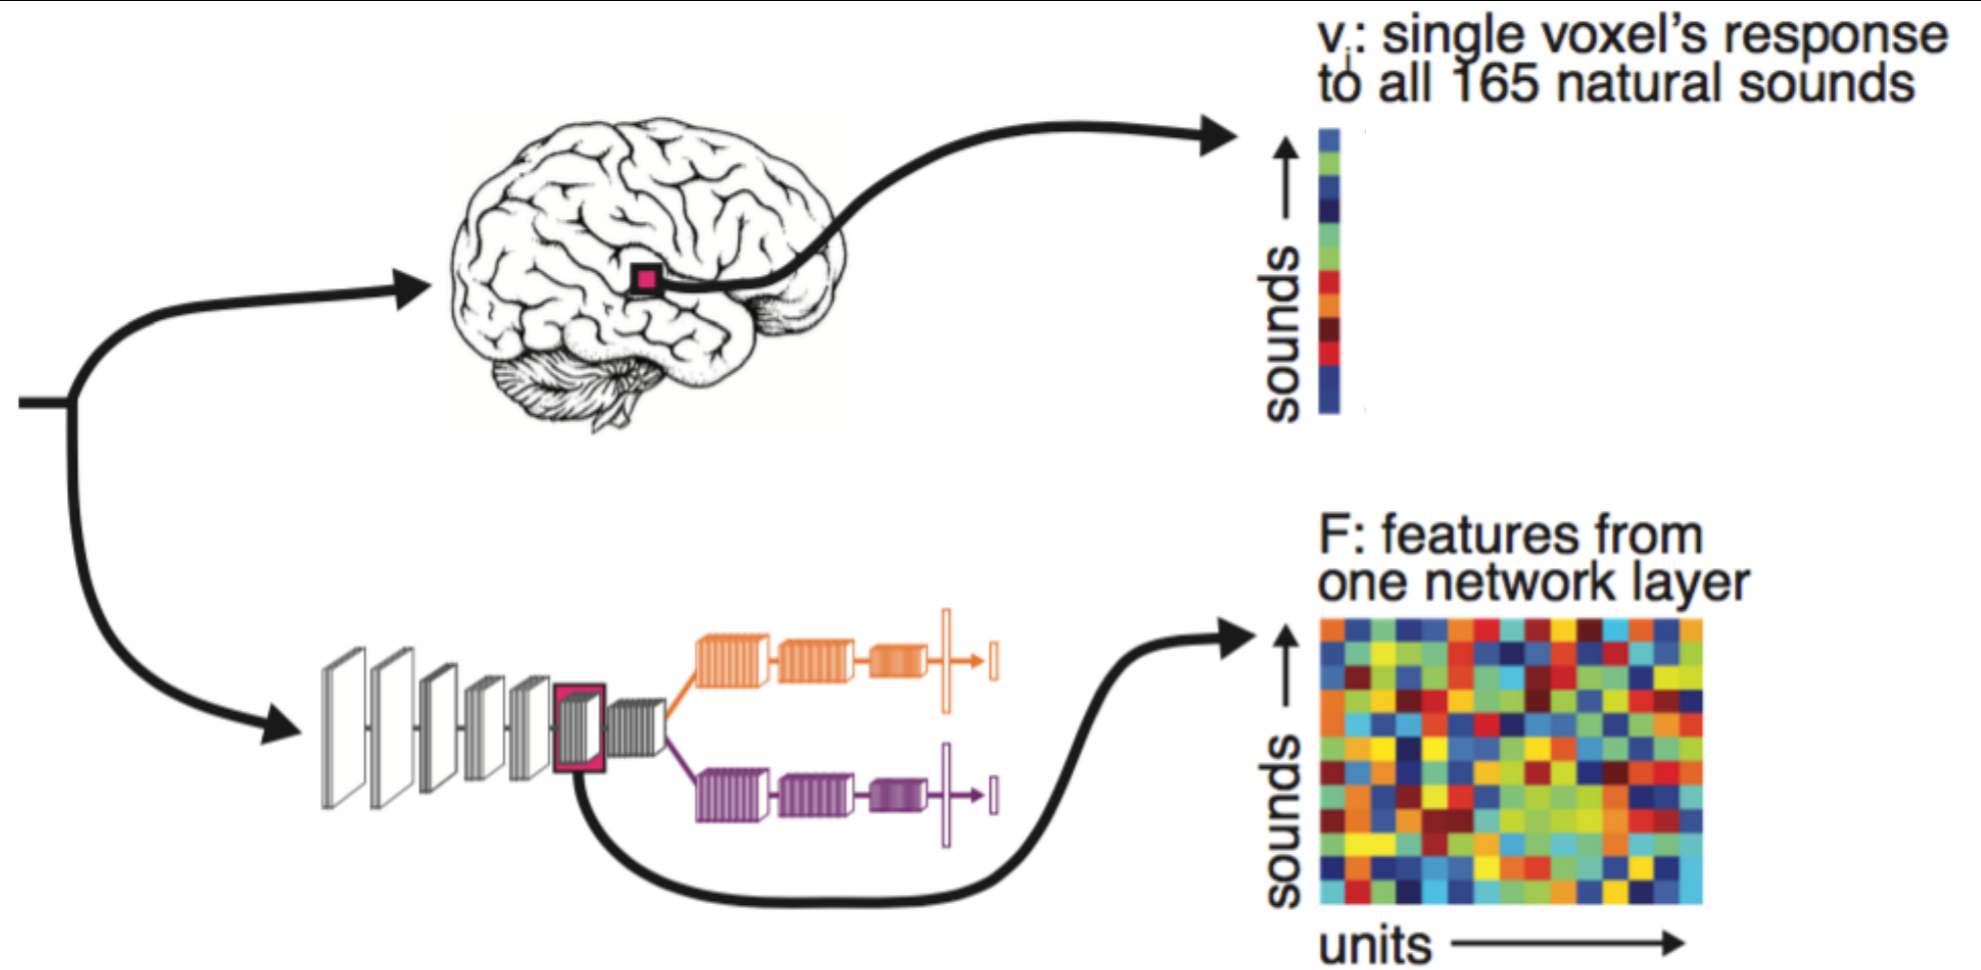 vᵢ: single voxel's response
to all 165 natural sounds
sounds
F: features from
one network layer
sounds
units